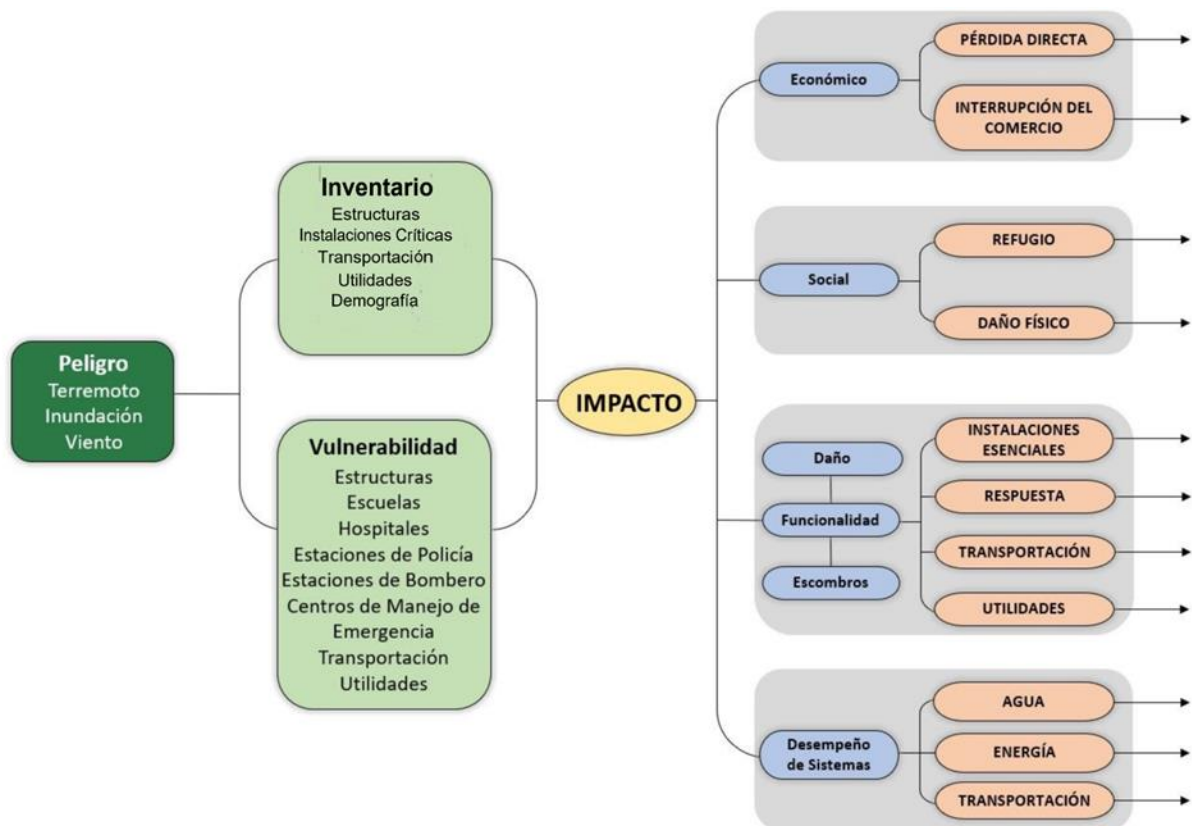 Peligro
Terremoto
Inundación
Viento
Inventario
Estructuras
Instalaciones Críticas
Transportación
Utilidades
Demografía
Vulnerabilidad
Estructuras
Escuelas
Hospitales
Estaciones de Policía
Estaciones de Bombero
Centros de Manejo de
Emergencia
Transportación
Utilidades
IMPACTO
Económico
PÉRDIDA DIRECTA
INTERRUPCIÓN DEL
COMERCIO
Social
REFUGIO
DAÑO FÍSICO
Daño
Funcionalidad
Escombros
INSTALACIONES
ESENCIALES
RESPUESTA
TRANSPORTACIÓN
UTILIDADES
Desempeño
de Sistemas
AGUA
ENERGÍA
TRANSPORTACIÓN